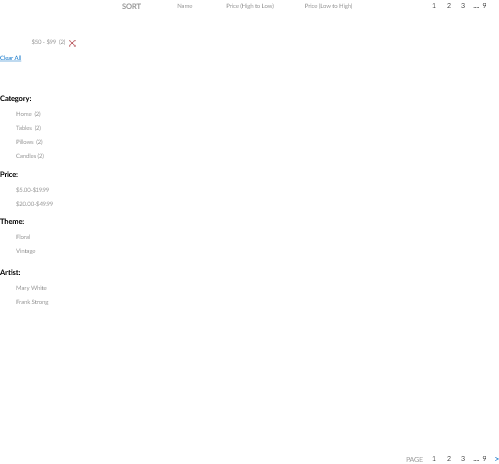 SORT Name Price (High to Low) Price (Low to High) 1 2 3 ... 9
$50 - $99 (2)
Clear All
Category:
Home (2)
Tables (2)
Pillows (2)
Candles (2)
Price:
$5.00-$19.99
$20.00-$49.99
Theme:
Floral
Vintage
Artist:
Mary White
Frank Strong
PAGE 1 2 3 ... 9 >